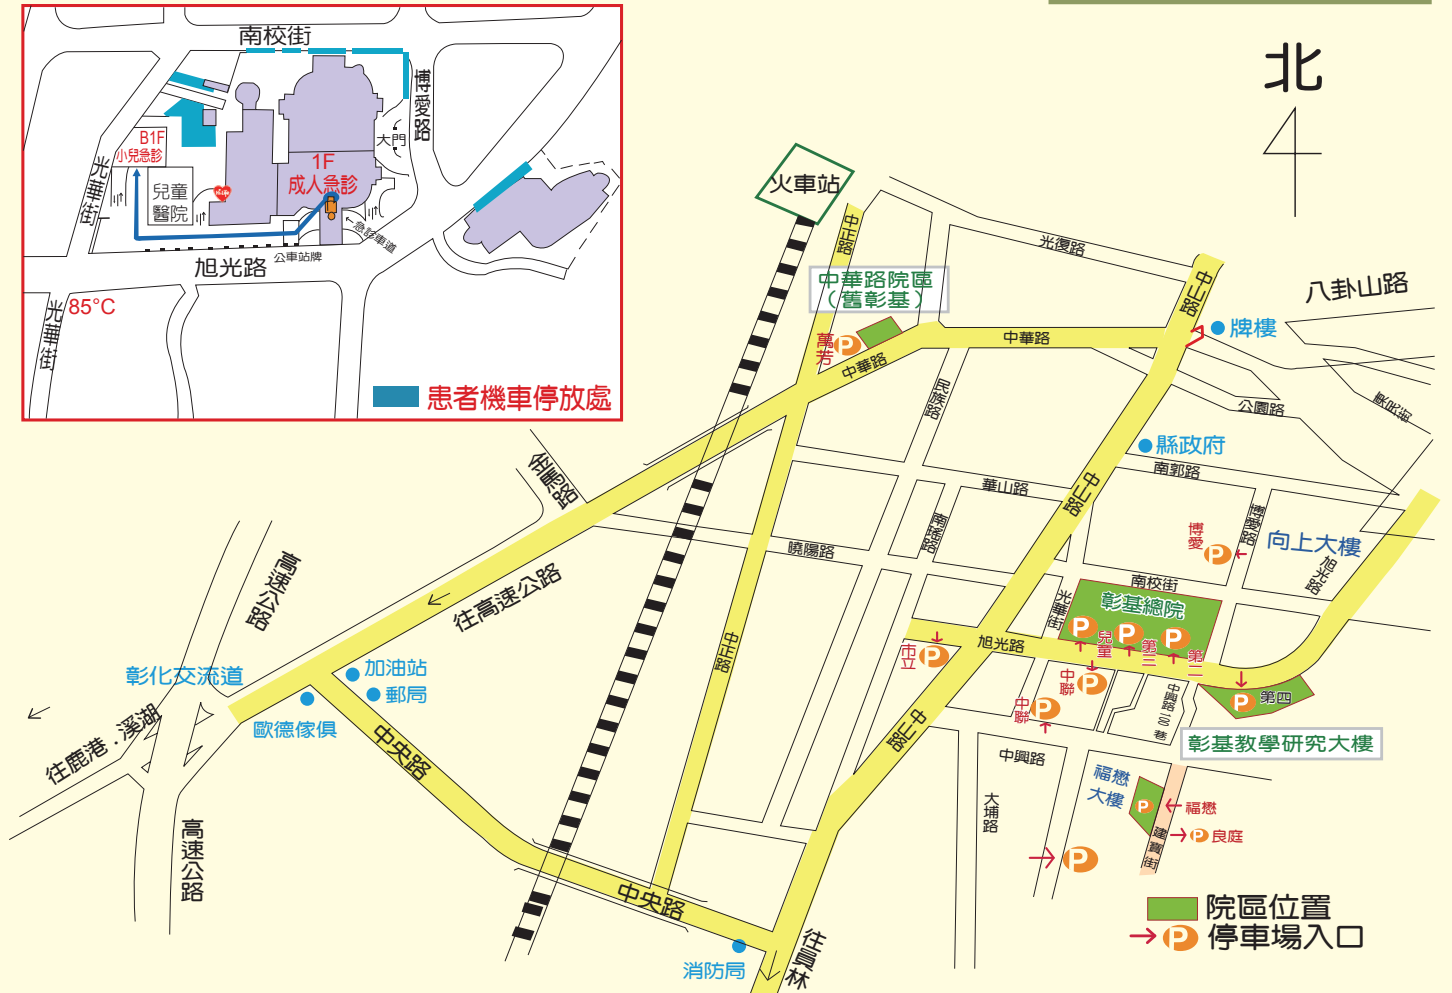 南校街
博愛路
大門
B1F
小兒急診
1F
成人急診
光華街
兒童
醫院
急診車道
公車站牌
旭光路
85°C
光華街
患者機車停放處
北
火車站
中正路
光復路
中山路
八卦山路
中華路院區
(舊彰基)
牌樓
萬芳
P
中華路
中華路
民族路
公園路
縣政府
南郭路
中山路
華山路
金馬路
南瑤路
博愛路
博愛
P
向上大樓
曉陽路
旭光路
高速公路
往高速公路
南校街
光華街
彰基總院
P
P
P
兒童
第三
第二
旭光路
市立
P
中正路
中聯
P
中聯
P
第四
P
中興路100巷
彰化交流道
加油站
郵局
歐德傢俱
往鹿港.溪湖
中央路
中山路
彰基教學研究大樓
中興路
福懋
大樓
P
福懋
P
良庭
建寶街
大埔路
P
高速公路
中央路
往員林
消防局
院區位置
P
停車場入口